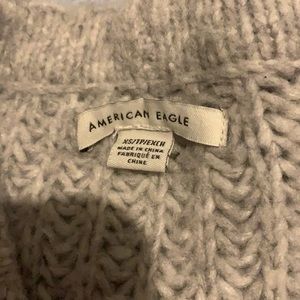 AMERICAN EAGLE
XS/TP/EXCH
MADE IN CHINA
FABRIQUÉ EN
CHINE